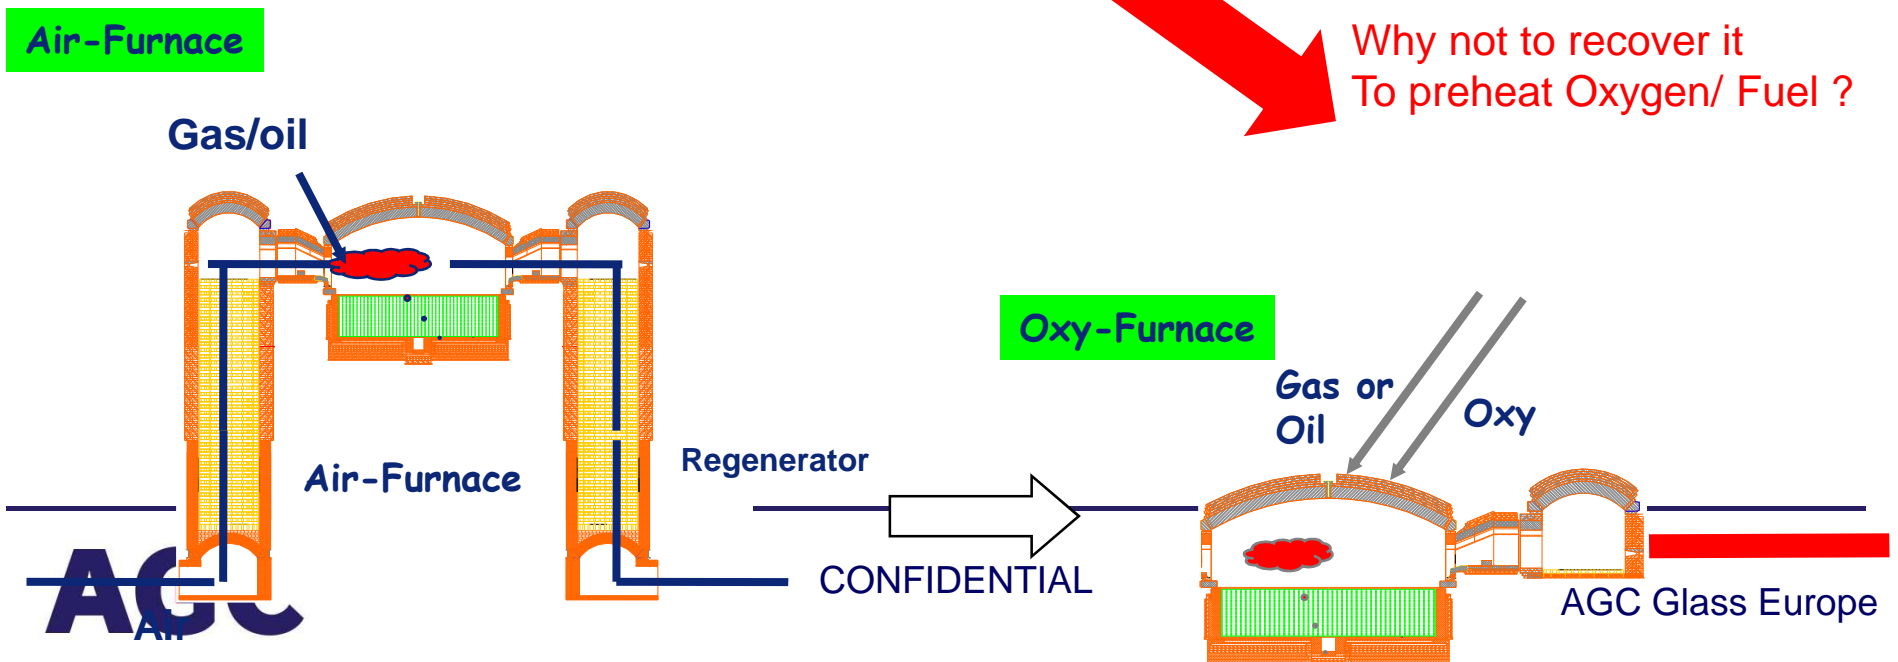 Air-Furnace
Why not to recover it
To preheat Oxygen/ Fuel ?
Gas/oil
Oxy-Furnace
Gas or
Oil
Oxy
Air-Furnace
Regenerator
CONFIDENTIAL
AGC Glass Europe
AGC
Air